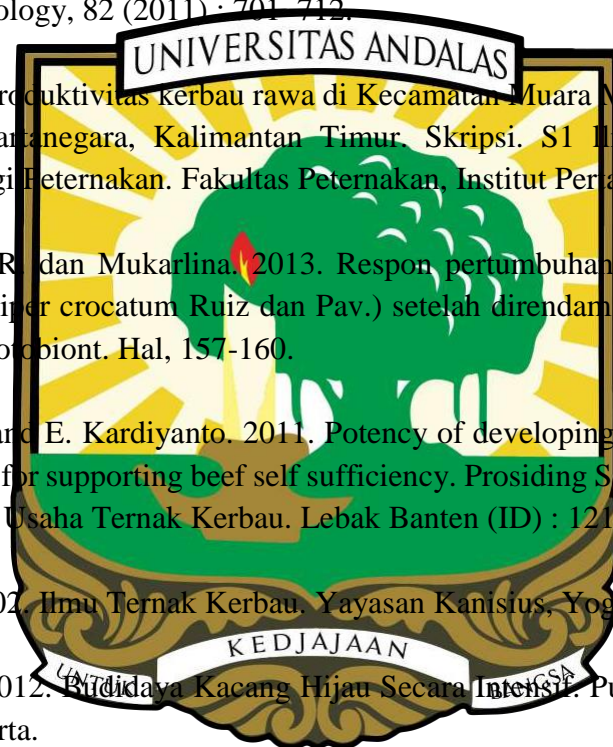 ology, 82 (2011) : 701–712.
UNIVERSITAS ANDALAS
roduktivitas kerbau rawa di Kecamatan Muara
artanegara, Kalimantan Timur. Skripsi. S1
gi Peternakan. Fakultas Peternakan, Institut Perta
R. dan Mukarlina. 2013. Respon pertumbuhan
iper crocatum Ruiz dan Pav.) setelah direndam
otobiont. Hal, 157-160.
and E. Kardiyanto. 2011. Potency of developing
for supporting beef self sufficiency. Prosiding S
Usaha Ternak Kerbau. Lebak Banten (ID) : 121
02. Ilmu Ternak Kerbau. Yayasan Kanisius, Yog
KEDJAJAAN
UNTUK BANGSA
012. Budidaya Kacang Hijau Secara Intensif. Pu
rta.